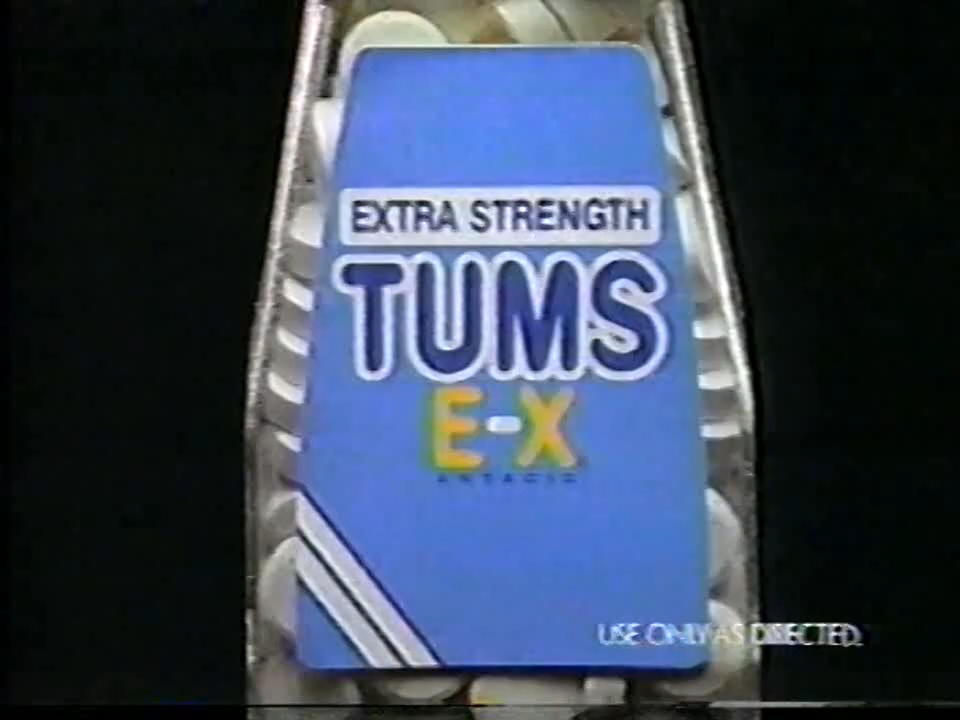 EXTRA STRENGTH
TUMS
E-X
ANTACID
USE ONLY AS DIRECTED.